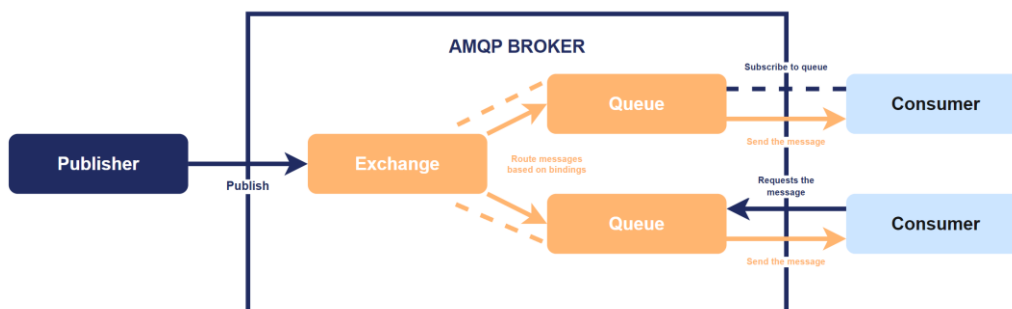 AMQP BROKER
Subscribe to queue
Queue
Consumer
Send the message
Publisher
Publish
Exchange
Route messages
based on bindings
Requests the
message
Queue
Consumer
Send the message